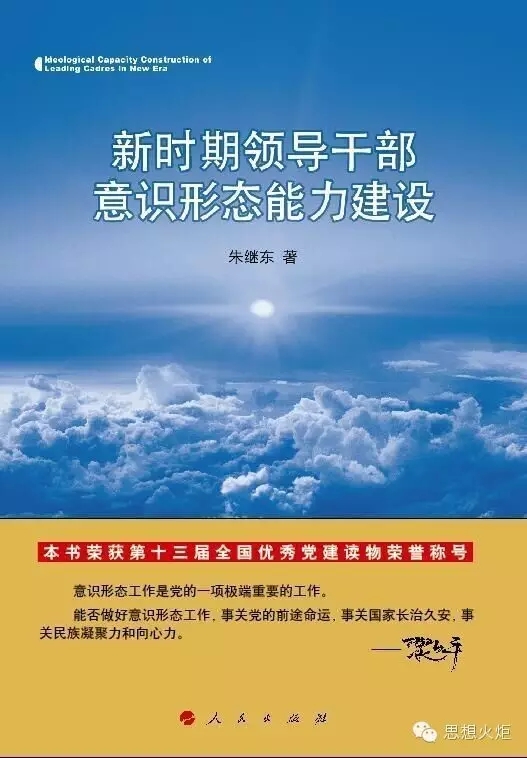 Ideological Capacity Construction of
Leading Cadres in New Era
新时期领导干部
意识形态能力建设
朱继东 著
本书荣获第十三届全国优秀党建读物荣誉称号
意识形态工作是党的一项极端重要的工作。
能否做好意识形态工作，事关党的前途命运，事关国家长治久安，事
关民族凝聚力和向心力。
人民出版社
思想火炬